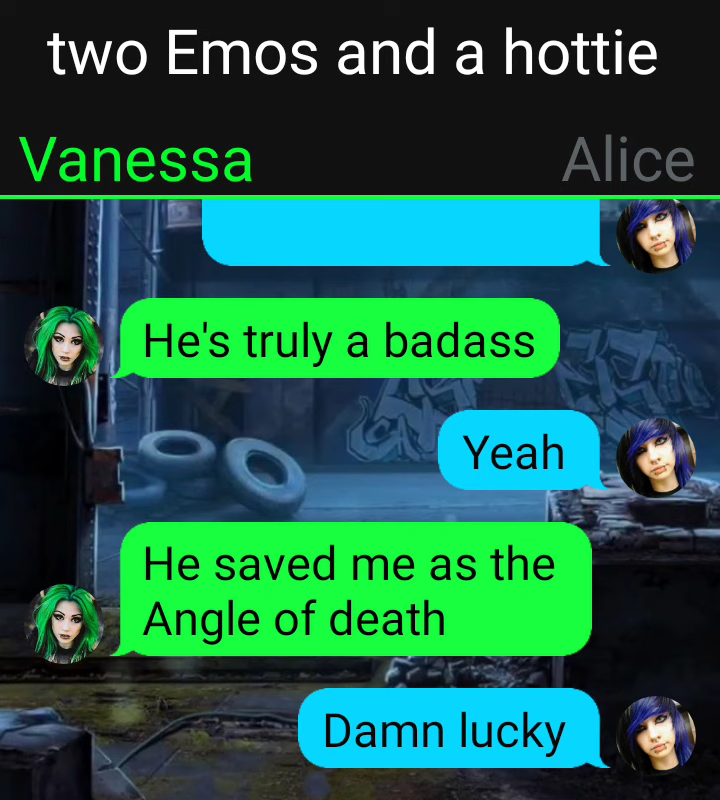 two Emos and a hottie
Vanessa
Alice
He's truly a badass
Yeah
He saved me as the
Angle of death
Damn lucky